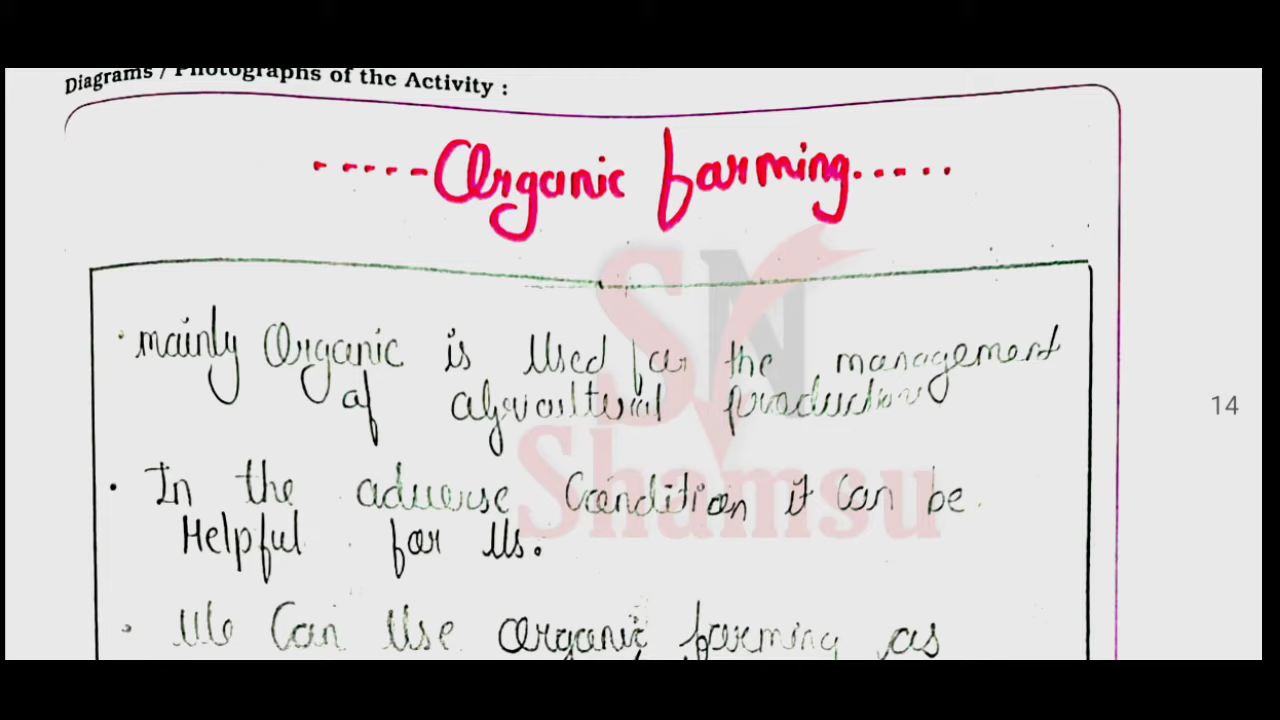 Diagrams / Photographs of the Activity :
-----Organic farming.....
SN
Shamsu
• mainly Organic is Used for the management
of agricultural production
14
• In the adverse Condition it Can be
Helpful for Us.
• We Can Use organic farming as